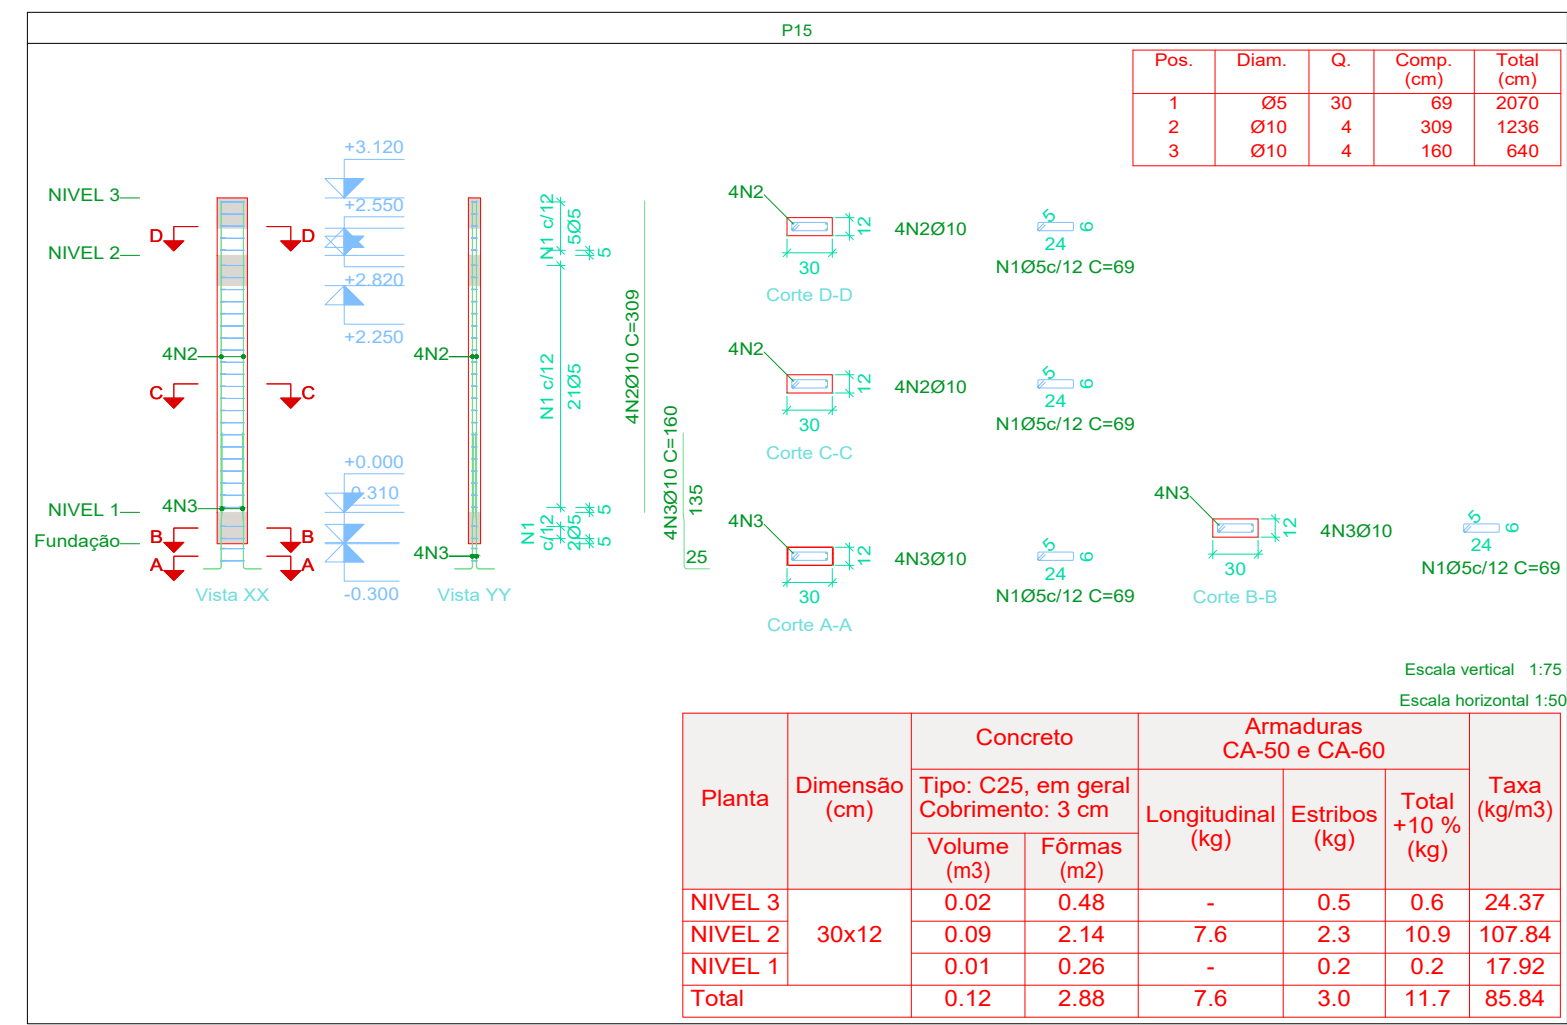 P15
Pos. Diam. Q. Comp. (cm) Total (cm)
1 Ø5 30 69 2070
2 Ø10 4 309 1236
3 Ø10 4 160 640
NIVEL 3
NIVEL 2
NIVEL 1
Fundação
D D
C C
B B
A A
4N2
4N3
Vista XX
+3.120
+2.550
+2.820
+2.250
+0.000
0.310
-0.300
4N2
4N3
Vista YY
N1 c/12
5Ø5
5
N1 c/12
21Ø5
5
N1
c/12
2Ø5
5
4N2Ø10 C=309
4N3Ø10 C=160
135
25
4N2
12
30
4N2Ø10
Corte D-D
5
6
24
N1Ø5c/12 C=69
4N2
12
30
4N2Ø10
Corte C-C
5
6
24
N1Ø5c/12 C=69
4N3
12
30
4N3Ø10
Corte A-A
5
6
24
N1Ø5c/12 C=69
4N3
12
30
4N3Ø10
Corte B-B
5
6
24
N1Ø5c/12 C=69
Escala vertical 1:75
Escala horizontal 1:50
Planta
Dimensão
(cm)
Concreto
Tipo: C25, em geral
Cobrimento: 3 cm
Volume
(m3)
Fôrmas
(m2)
Armaduras
CA-50 e CA-60
Longitudinal
(kg)
Estribos
(kg)
Total
+10 %
(kg)
Taxa
(kg/m3)
NIVEL 3 0.02 0.48 - 0.5 0.6 24.37
NIVEL 2 30x12 0.09 2.14 7.6 2.3 10.9 107.84
NIVEL 1 0.01 0.26 - 0.2 0.2 17.92
Total 0.12 2.88 7.6 3.0 11.7 85.84